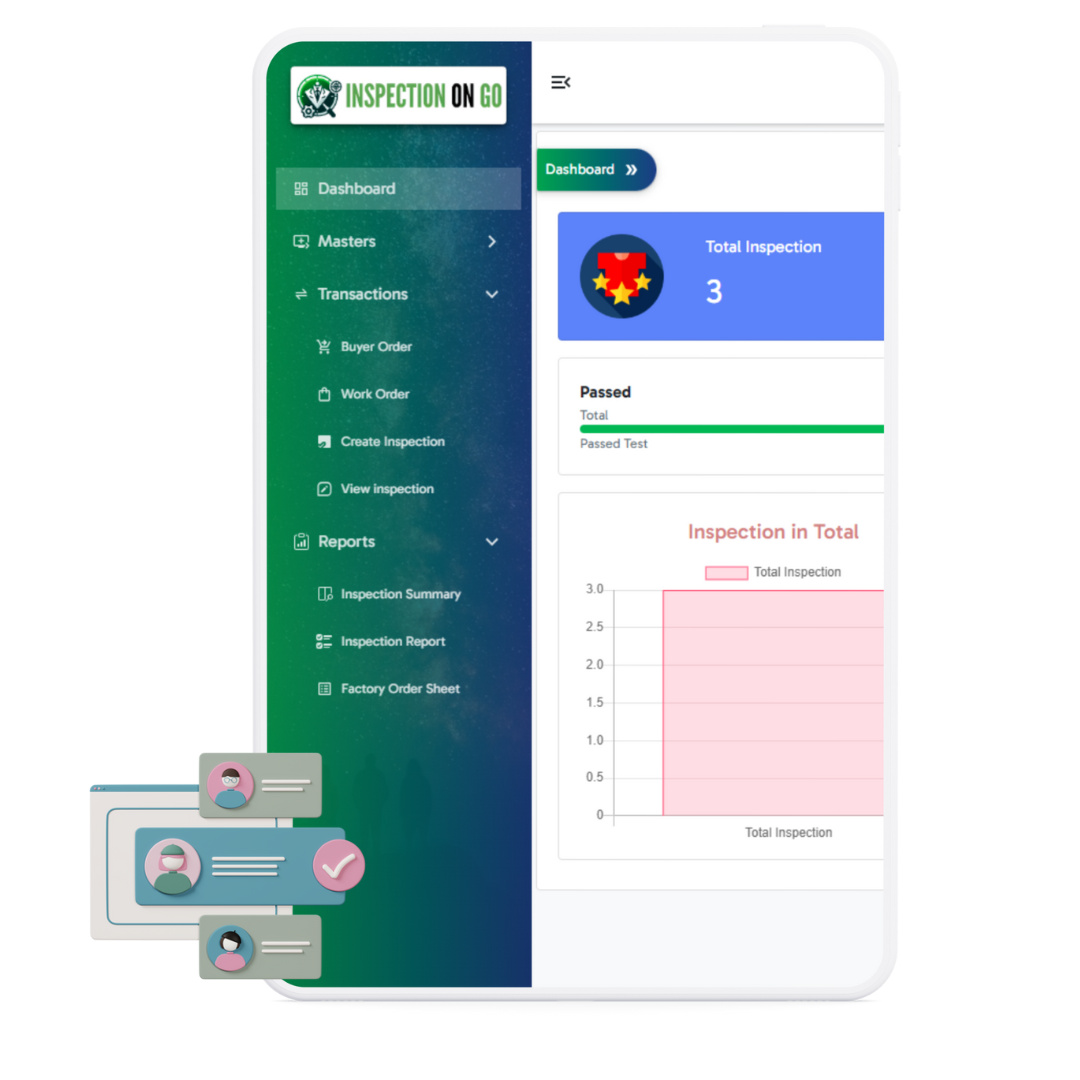 INSPECTION ON GO
Dashboard
Masters
Transactions
Buyer Order
Work Order
Create Inspection
View inspection
Reports
Inspection Summary
Inspection Report
Factory Order Sheet
Dashboard »
Total Inspection
3
Passed
Total
Passed Test
Inspection in Total
Total Inspection
3.0
2.5
2.0
1.5
1.0
0.5
0
Total Inspection